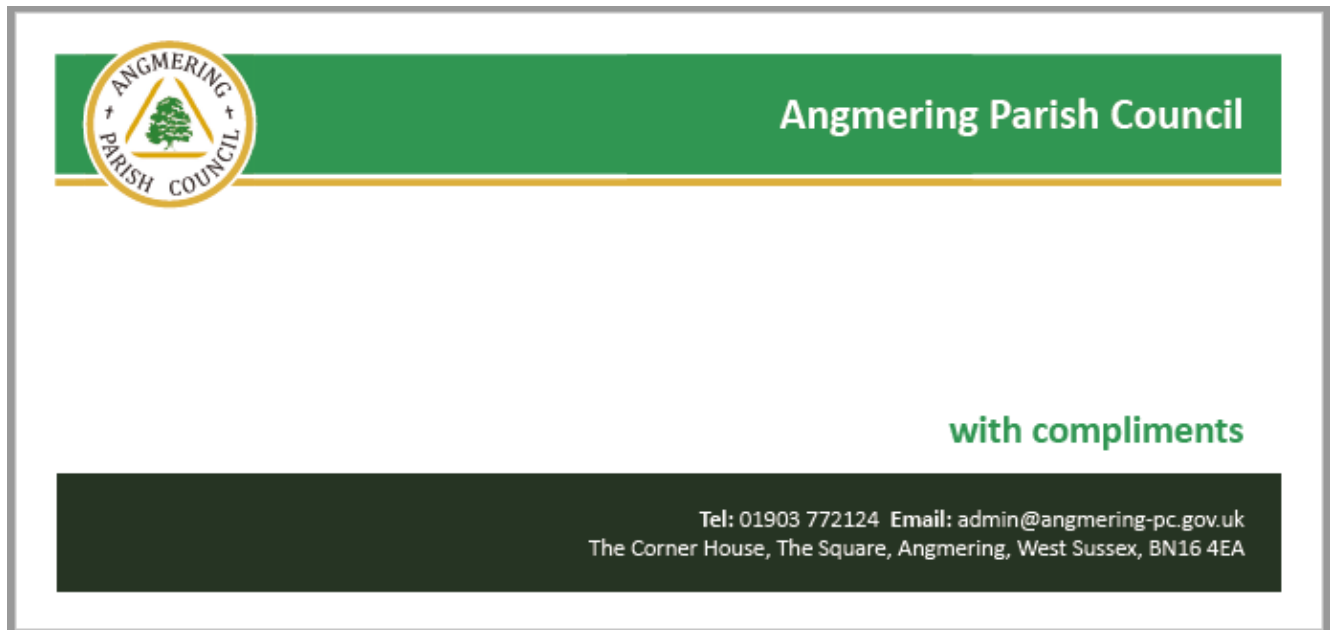 ANGMERING
PARISH COUNCIL
Angmering Parish Council
with compliments
Tel: 01903 772124 Email: admin@angmering-pc.gov.uk
The Corner House, The Square, Angmering, West Sussex, BN16 4EA